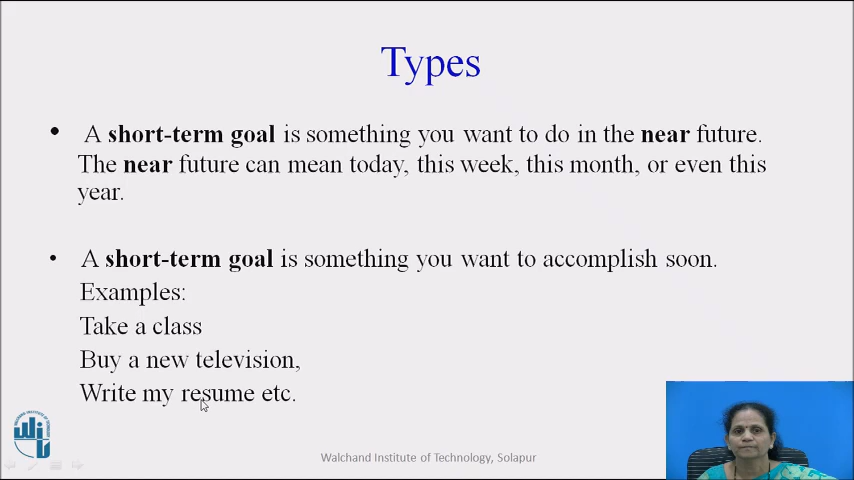 Types
• A short-term goal is something you want to do in the near future.
The near future can mean today, this week, this month, or even this
year.
• A short-term goal is something you want to accomplish soon.
Examples:
Take a class
Buy a new television,
Write my resume etc.
Walchand Institute of Technology, Solapur